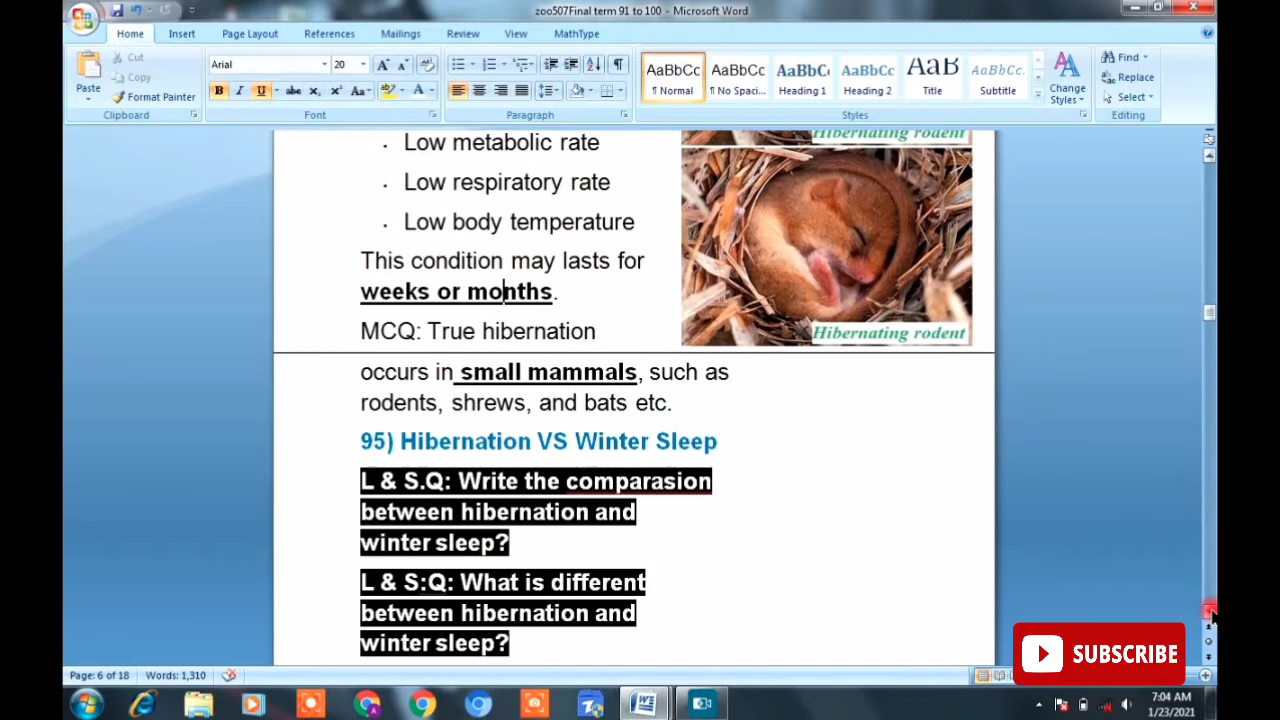 zoo507Final term 91 to 100 - Microsoft Word
Home Insert Page Layout References Mailings Review View MathType
Paste
Cut
Copy
Format Painter
Clipboard
Arial 20
Font
Paragraph
AaBbCc AaBbCc AaBbC AaBbCc AaB AaBbCc.
¶ Normal ¶ No Spaci... Heading 1 Heading 2 Title Subtitle
Change
Styles
Styles
Find
Replace
Select
Editing
Hibernating rodent
Low metabolic rate
Low respiratory rate
Low body temperature
This condition may lasts for
weeks or months.
MCQ: True hibernation
Hibernating rodent
occurs in small mammals, such as
rodents, shrews, and bats etc.
95) Hibernation VS Winter Sleep
L & S.Q: Write the comparasion
between hibernation and
winter sleep?
L & S:Q: What is different
between hibernation and
winter sleep?
SUBSCRIBE
Page: 6 of 18 Words: 1,310
7:04 AM
1/23/2021